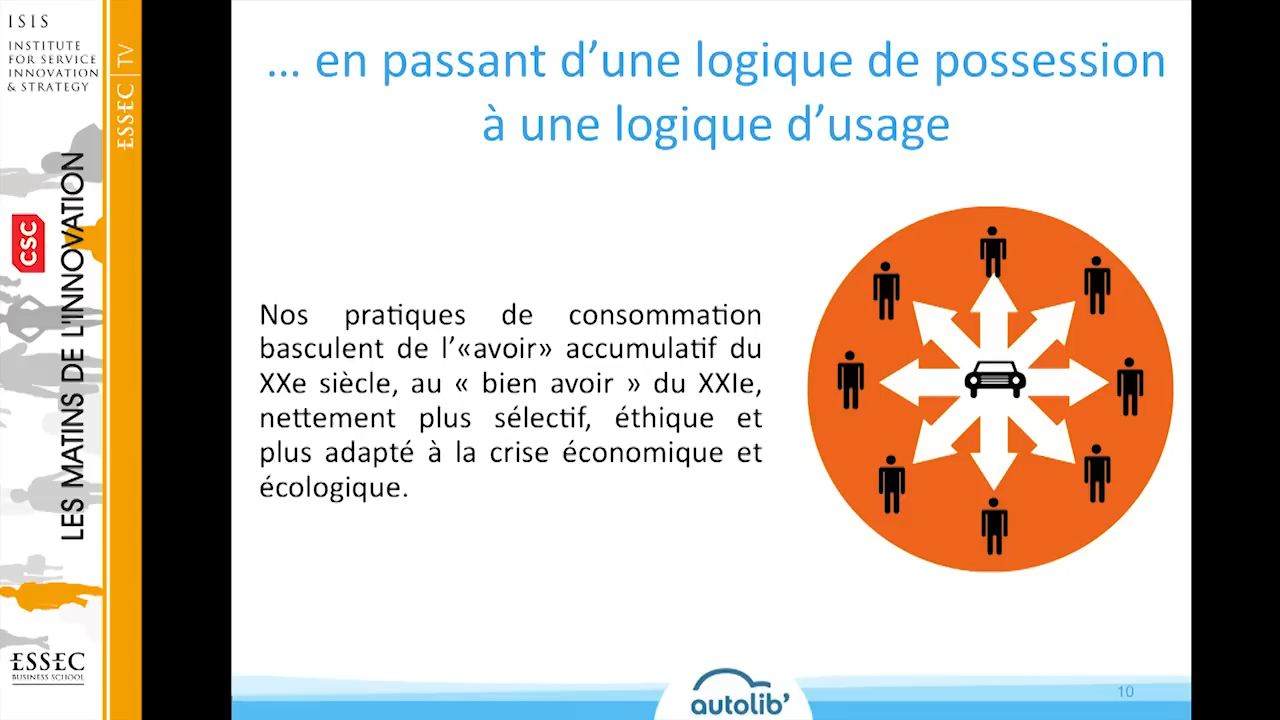 ISIS
INSTITUTE
FOR SERVICE
INNOVATION
& STRATEGY
ESSEC TV
CSC
LES MATINS DE L'INNOVATION
ESSEC
BUSINESS SCHOOL
... en passant d’une logique de possession
à une logique d’usage
Nos pratiques de consommation
basculent de l’«avoir» accumulatif du
XXe siècle, au « bien avoir » du XXIe,
nettement plus sélectif, éthique et
plus adapté à la crise économique et
écologique.
autolib’
10